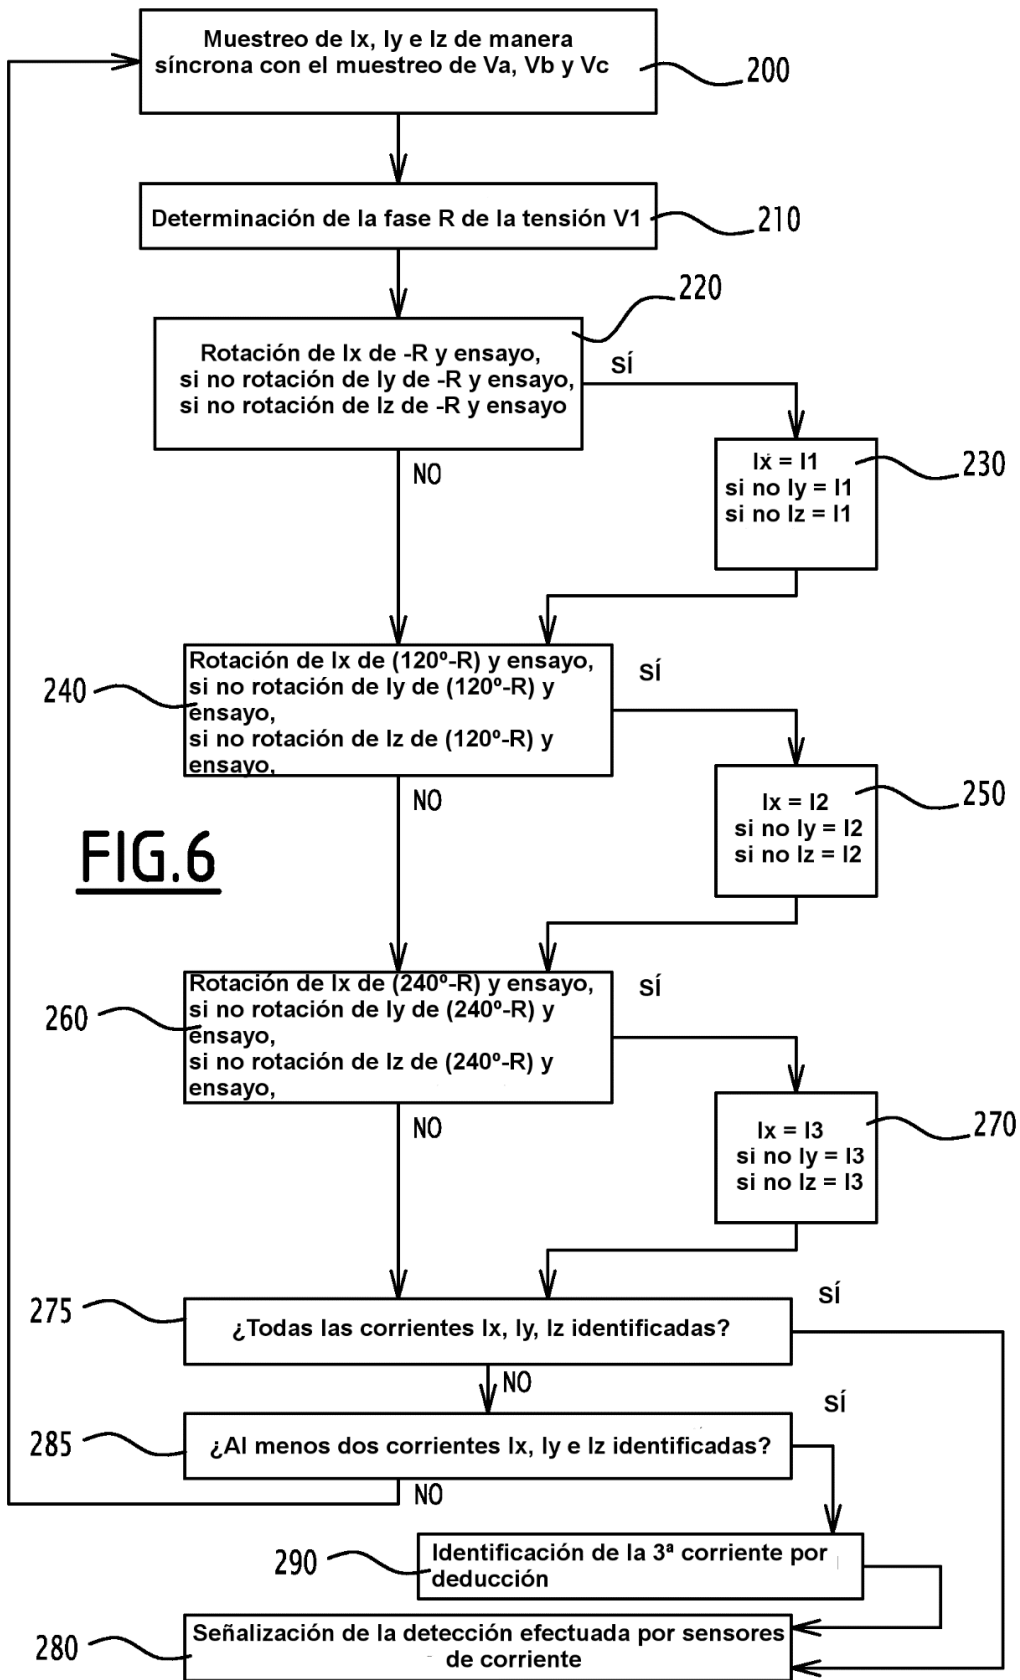 Muestreo de Ix, Iy e Iz de manera
síncrona con el muestreo de Va, Vb y Vc
200
Determinación de la fase R de la tensión V1
210
220
Rotación de Ix de -R y ensayo,
si no rotación de Iy de -R y ensayo,
si no rotación de Iz de -R y ensayo
SÍ
NO
Ix = I1
si no Iy = I1
si no Iz = I1
230
240
Rotación de Ix de (120º-R) y ensayo,
si no rotación de Iy de (120º-R) y
ensayo,
si no rotación de Iz de (120º-R) y
ensayo,
SÍ
NO
Ix = I2
si no Iy = I2
si no Iz = I2
250
FIG.6
260
Rotación de Ix de (240º-R) y ensayo,
si no rotación de Iy de (240º-R) y
ensayo,
si no rotación de Iz de (240º-R) y
ensayo,
SÍ
NO
Ix = I3
si no Iy = I3
si no Iz = I3
270
275
¿Todas las corrientes Ix, Iy, Iz identificadas?
SÍ
NO
285
¿Al menos dos corrientes Ix, Iy e Iz identificadas?
SÍ
NO
290
Identificación de la 3ª corriente por
deducción
280
Señalización de la detección efectuada por sensores
de corriente